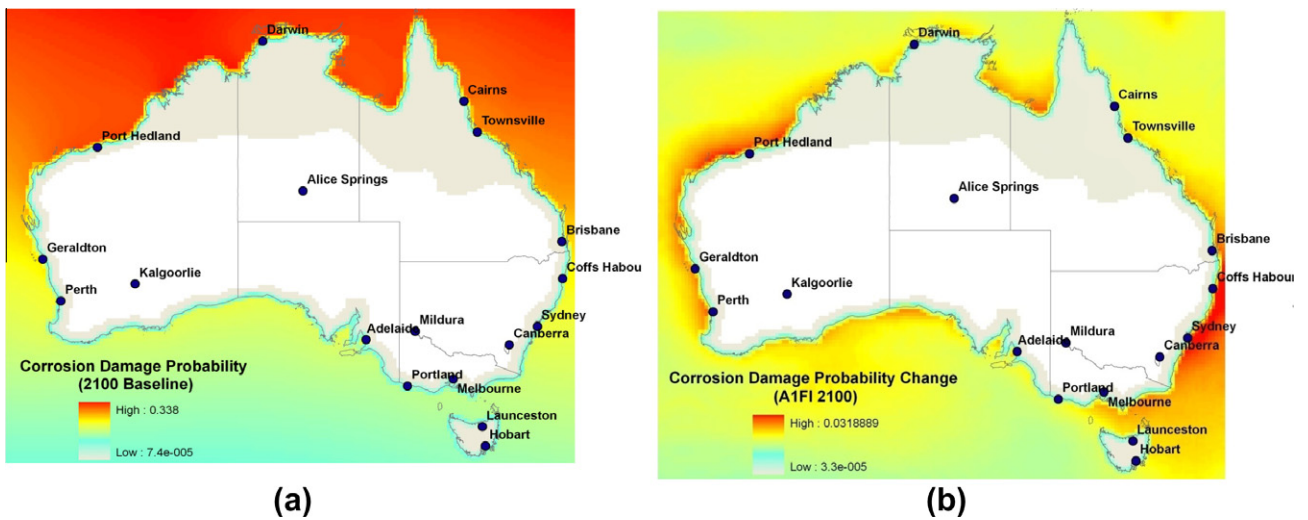 Darwin
Cairns
Townsville
Port Hedland
Alice Springs
Brisbane
Geraldton
Coffs Habou
Kalgoorlie
Perth
Sydney
Adelaide
Mildura
Canberra
Corrosion Damage Probability
(2100 Baseline)
Portland
Melbourne
High : 0.338
Launceston
Hobart
Low : 7.4e-005
(a)
Darwin
Cairns
Townsville
Port Hedland
Alice Springs
Brisbane
Geraldton
Coffs Habour
Kalgoorlie
Perth
Sydney
Mildura
Adelaide
Canberra
Corrosion Damage Probability Change
(A1FI 2100)
Portland
Melbourne
High : 0.0318889
Launceston
Hobart
Low : 3.3e-005
(b)